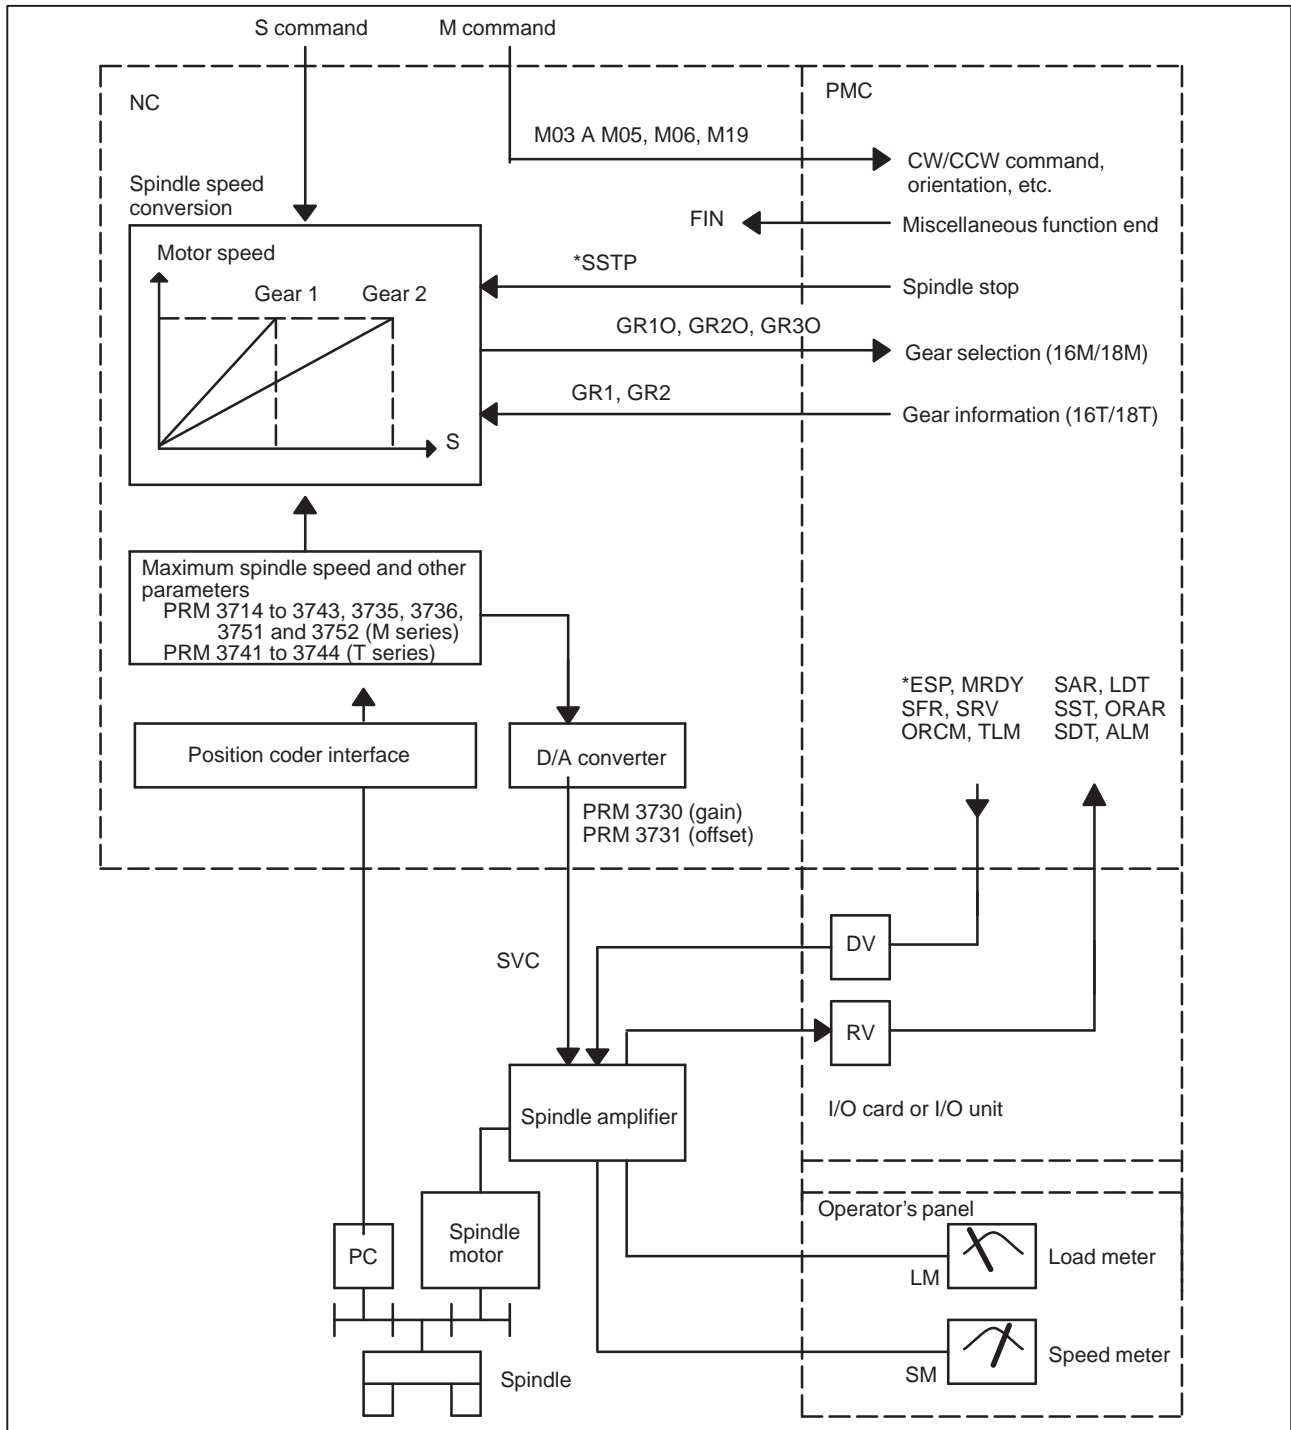 S command
M command
NC
PMC
M03 A M05, M06, M19
CW/CCW command,
orientation, etc.
Spindle speed
conversion
FIN
Miscellaneous function end
Motor speed
*SSTP
Spindle stop
Gear 1
Gear 2
GR1O, GR2O, GR3O
Gear selection (16M/18M)
GR1, GR2
Gear information (16T/18T)
S
Maximum spindle speed and other
parameters
PRM 3714 to 3743, 3735, 3736,
3751 and 3752 (M series)
PRM 3741 to 3744 (T series)
*ESP, MRDY
SFR, SRV
ORCM, TLM
SAR, LDT
SST, ORAR
SDT, ALM
Position coder interface
D/A converter
PRM 3730 (gain)
PRM 3731 (offset)
SVC
DV
RV
Spindle amplifier
I/O card or I/O unit
Operator's panel
PC
Spindle
motor
LM
Load meter
SM
Speed meter
Spindle